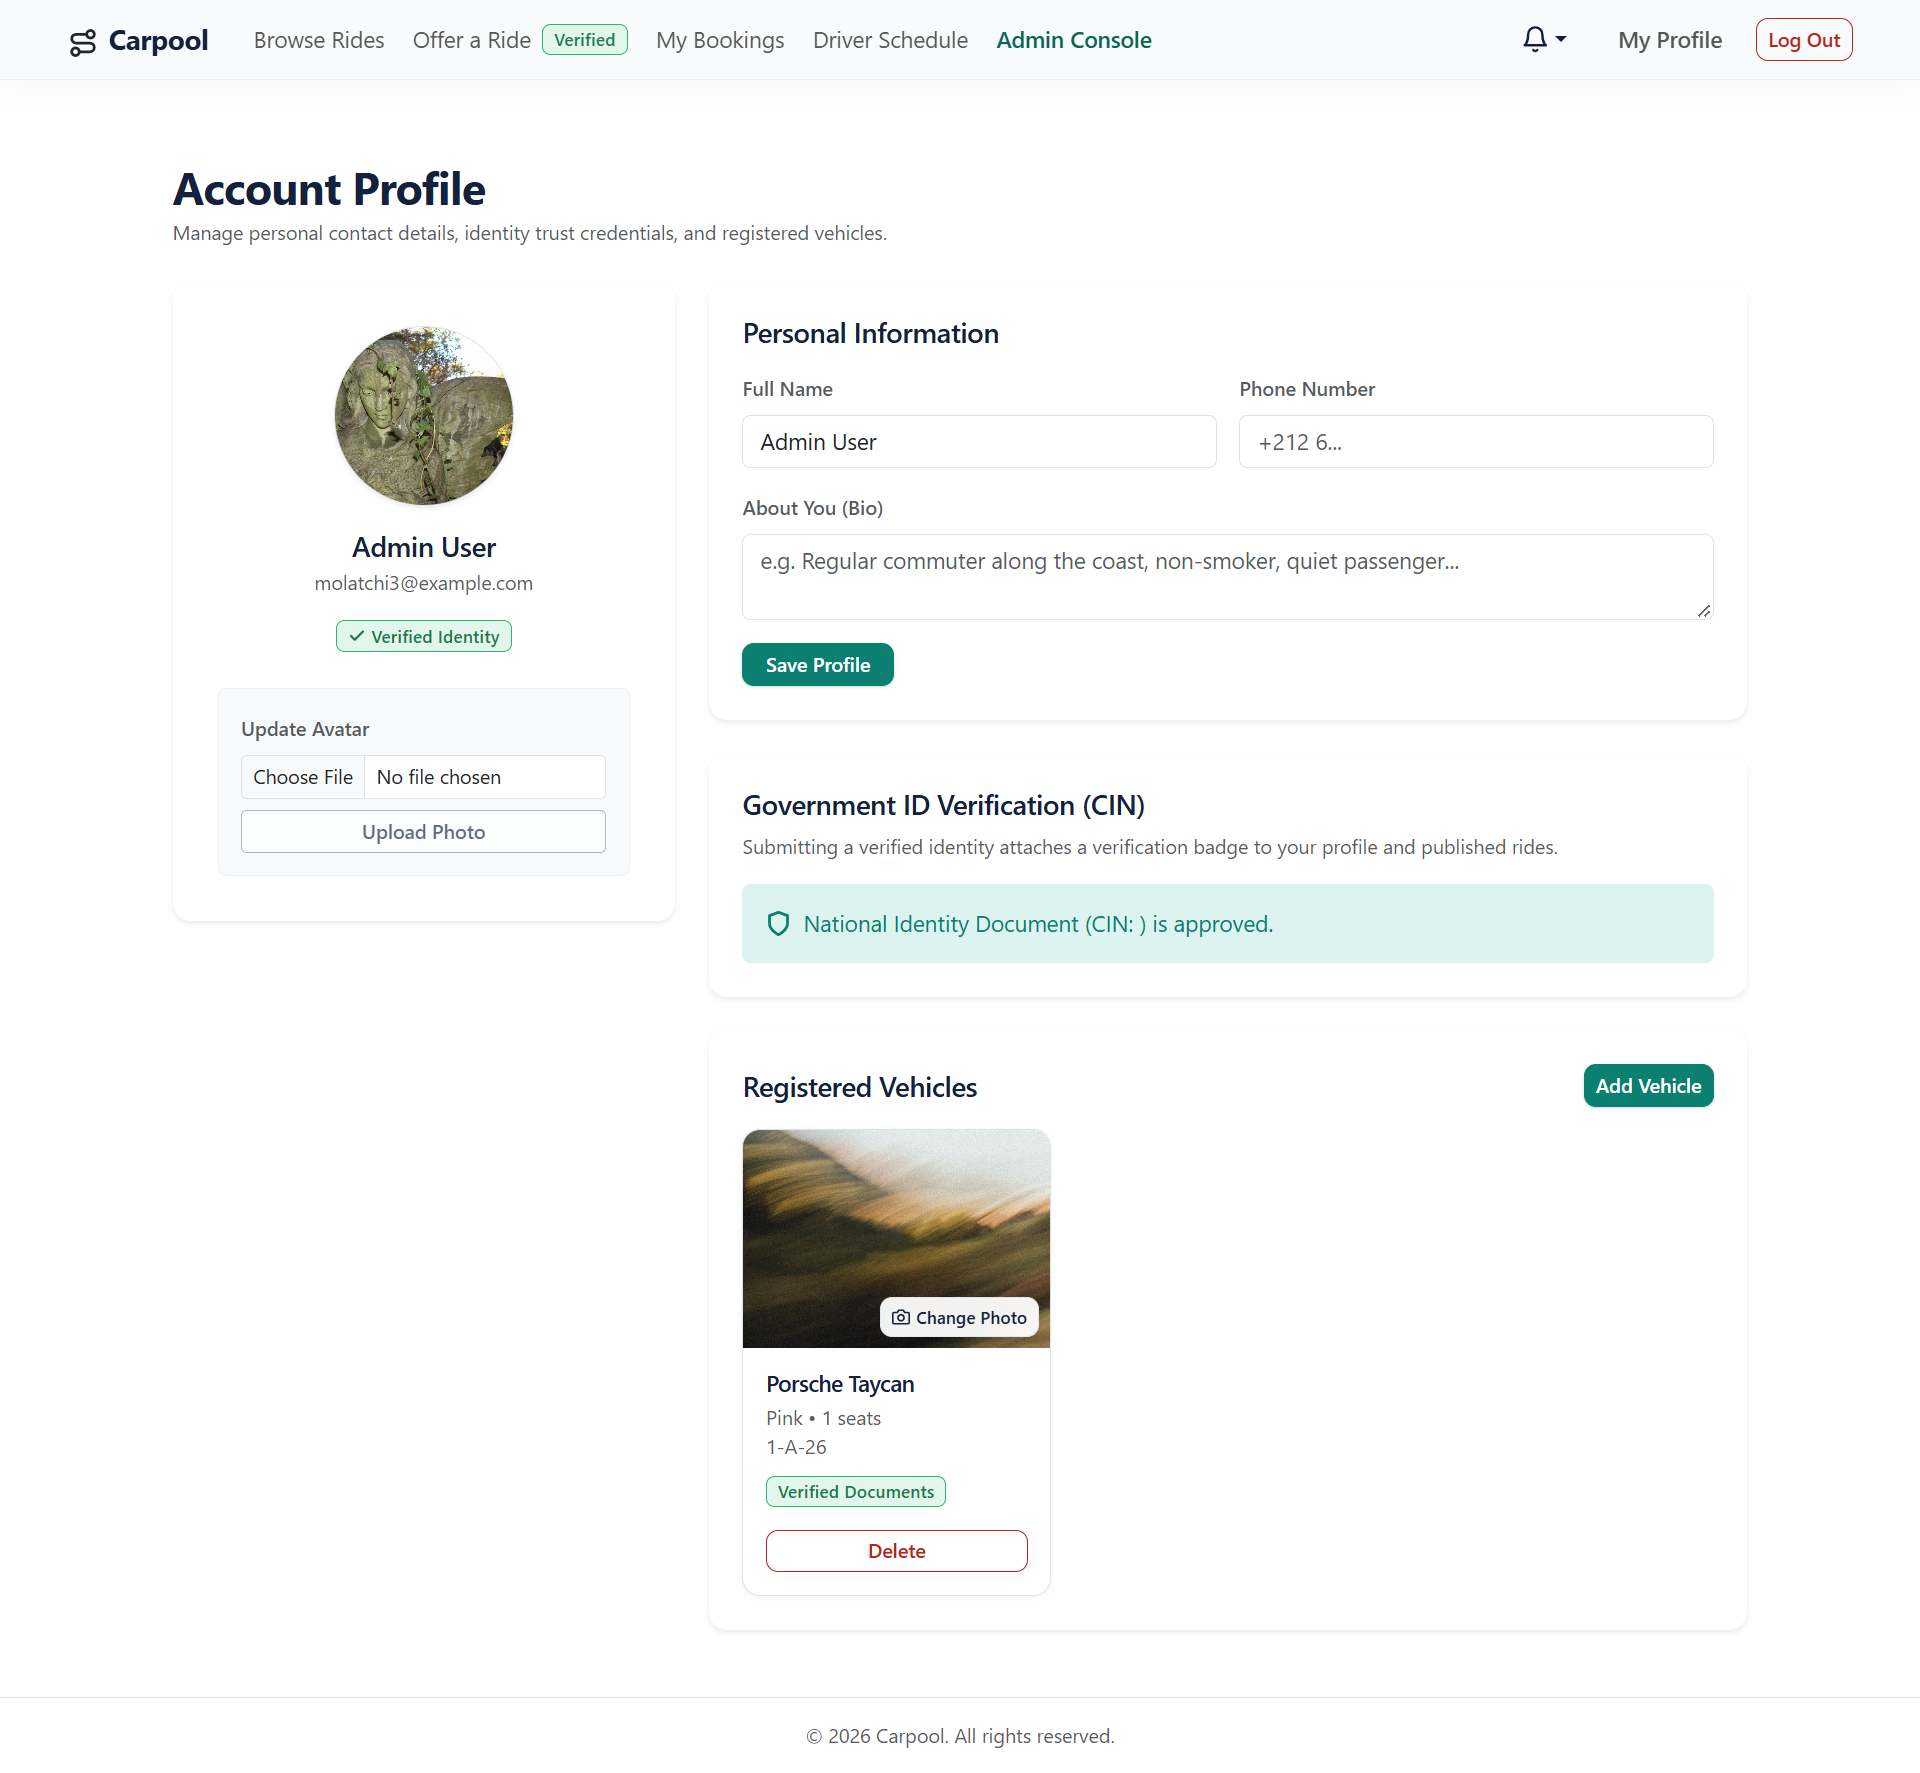 Carpool
Browse Rides
Offer a Ride
Verified
My Bookings
Driver Schedule
Admin Console
My Profile
Log Out
Account Profile
Manage personal contact details, identity trust credentials, and registered vehicles.
Admin User
molatchi3@example.com
Verified Identity
Update Avatar
Choose File
No file chosen
Upload Photo
Personal Information
Full Name
Phone Number
Admin User
+212 6...
About You (Bio)
e.g. Regular commuter along the coast, non-smoker, quiet passenger...
Save Profile
Government ID Verification (CIN)
Submitting a verified identity attaches a verification badge to your profile and published rides.
National Identity Document (CIN: ) is approved.
Registered Vehicles
Add Vehicle
Change Photo
Porsche Taycan
Pink • 1 seats
1-A-26
Verified Documents
Delete
© 2026 Carpool. All rights reserved.